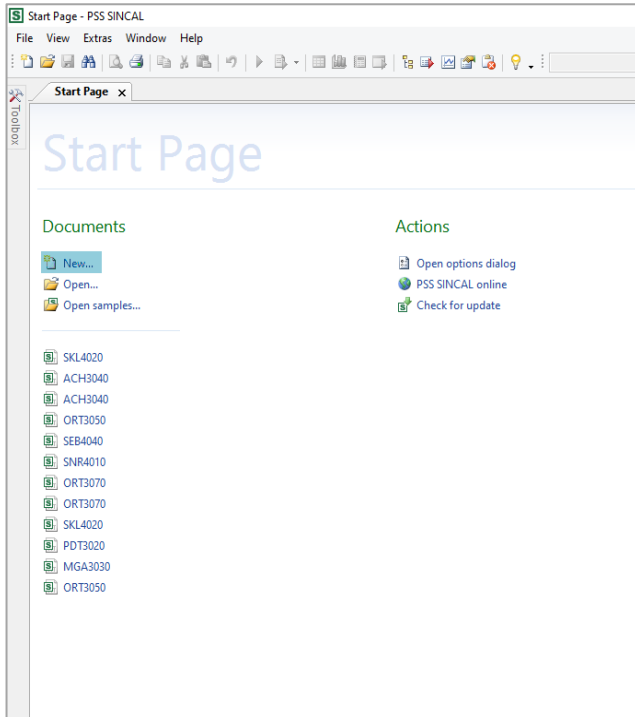 S Start Page - PSS SINCAL
File View Extras Window Help
Toolbox
Start Page x
Start Page
Documents
New...
Open...
Open samples...
SKL4020
ACH3040
ACH3040
ORT3050
SEB4040
SNR4010
ORT3070
ORT3070
SKL4020
PDT3020
MGA3030
ORT3050
Actions
Open options dialog
PSS SINCAL online
Check for update